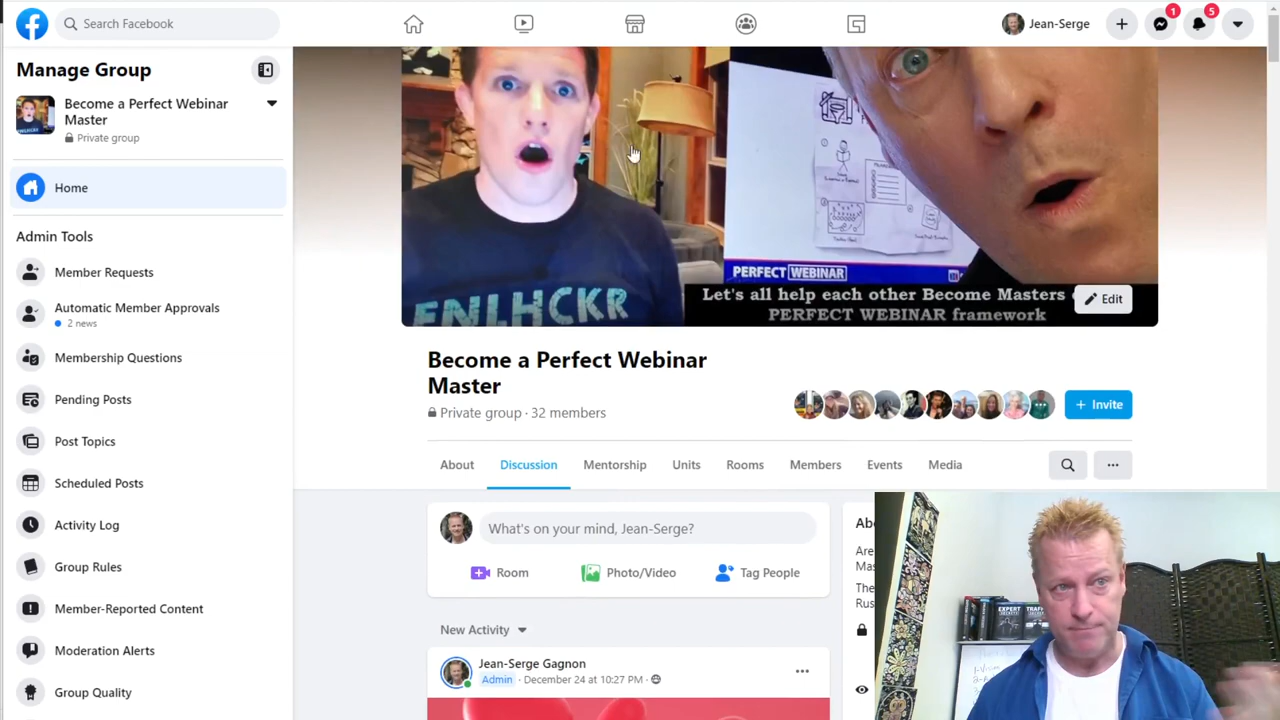 Search Facebook
Jean-Serge
1
5
Manage Group
Become a Perfect Webinar
Master
Private group
Home
Admin Tools
Member Requests
Automatic Member Approvals
2 news
Membership Questions
Pending Posts
Post Topics
Scheduled Posts
Activity Log
Group Rules
Member-Reported Content
Moderation Alerts
Group Quality
FNLHCKR
PERFECT WEBINAR
Let's all help each other Become Masters
PERFECT WEBINAR framework
Edit
Become a Perfect Webinar
Master
Private group · 32 members
+ Invite
About
Discussion
Mentorship
Units
Rooms
Members
Events
Media
What's on your mind, Jean-Serge?
Room
Photo/Video
Tag People
New Activity
Jean-Serge Gagnon
Admin · December 24 at 10:27 PM ·
Are
The
EXPERT
SECRETS